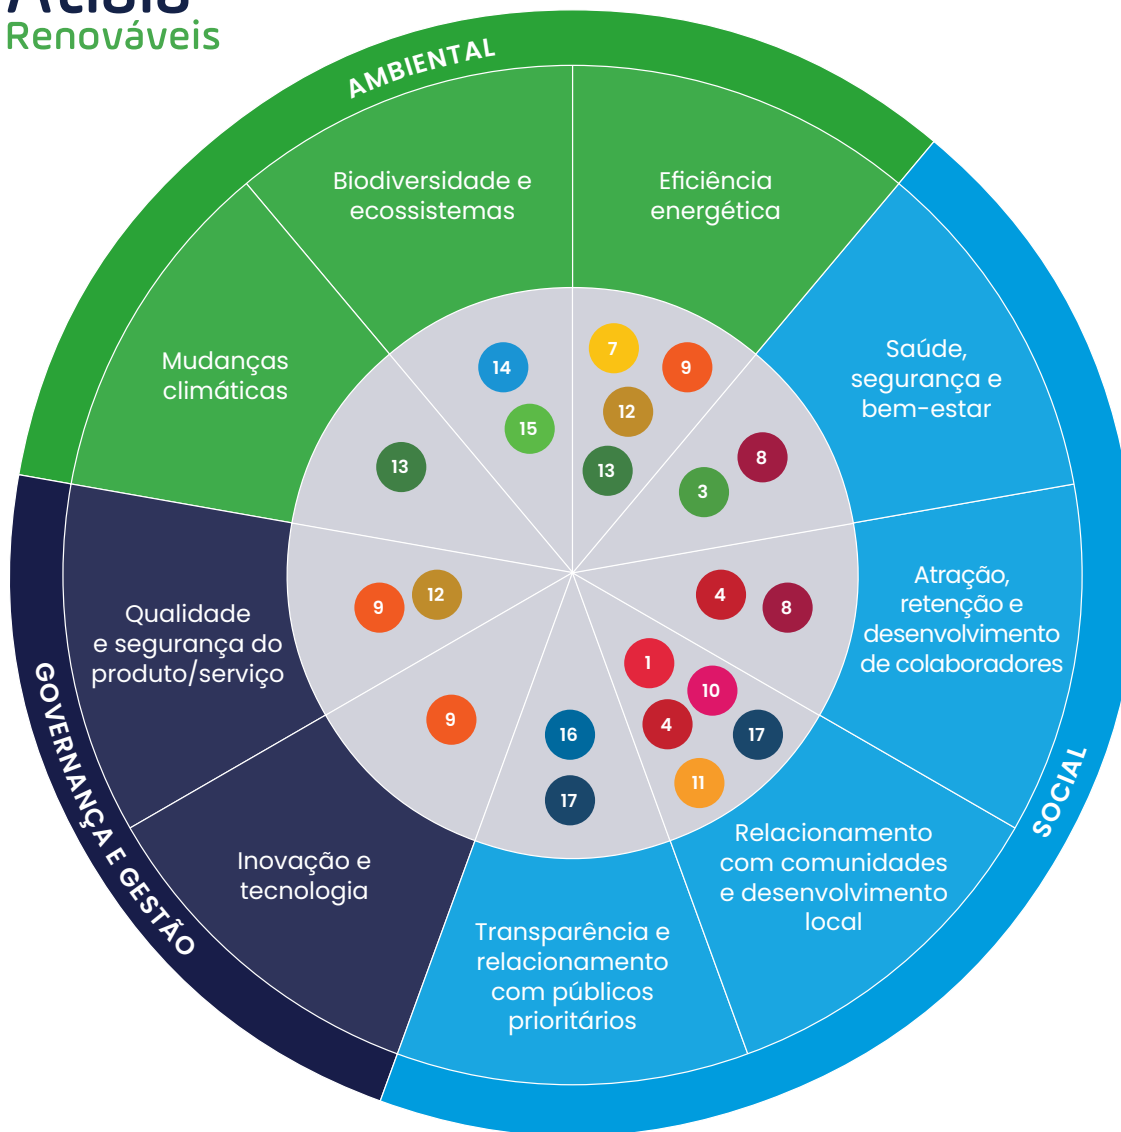 Renováveis
AMBIENTAL
Biodiversidade e
ecossistemas
Eficiência
energética
Mudanças
climáticas
Saúde,
segurança e
bem-estar
14
15
7
9
12
13
13
8
3
Atração,
retenção e
desenvolvimento
de colaboradores
4
8
Qualidade
e segurança do
produto/serviço
9
12
1
10
4
17
11
9
16
17
SOCIAL
Relacionamento
com comunidades
e desenvolvimento
local
Inovação e
tecnologia
Transparência e
relacionamento
com públicos
prioritários
GOVERNANÇA E GESTÃO